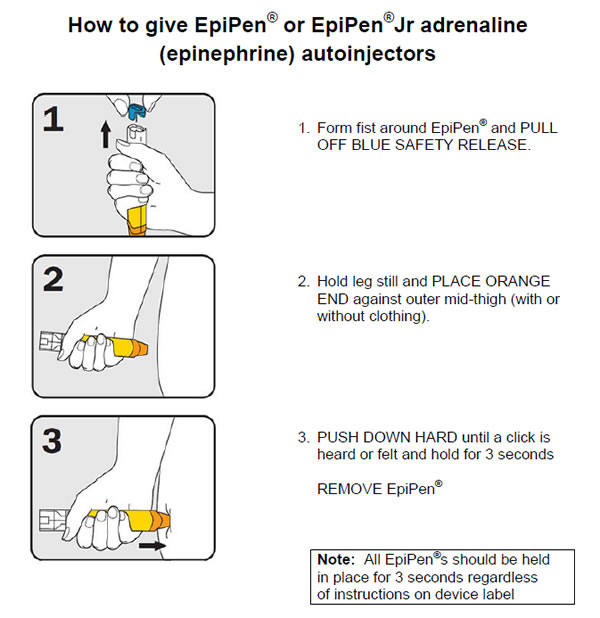 How to give EpiPen® or EpiPen®Jr adrenaline
(epinephrine) autoinjectors
1
1. Form fist around EpiPen® and PULL
OFF BLUE SAFETY RELEASE.
2
2. Hold leg still and PLACE ORANGE
END against outer mid-thigh (with or
without clothing).
3
3. PUSH DOWN HARD until a click is
heard or felt and hold for 3 seconds
REMOVE EpiPen®
Note: All EpiPen®s should be held
in place for 3 seconds regardless
of instructions on device label